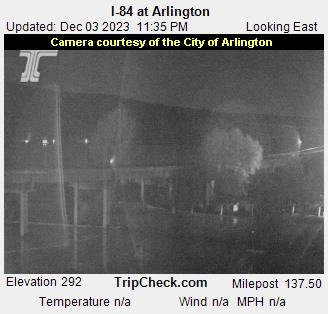 I-84 at Arlington
Updated: Dec 03 2023 11:35 PM Looking East
Camera courtesy of the City of Arlington
Elevation 292 TripCheck.com Milepost 137.50
Temperature n/a Wind n/a MPH n/a